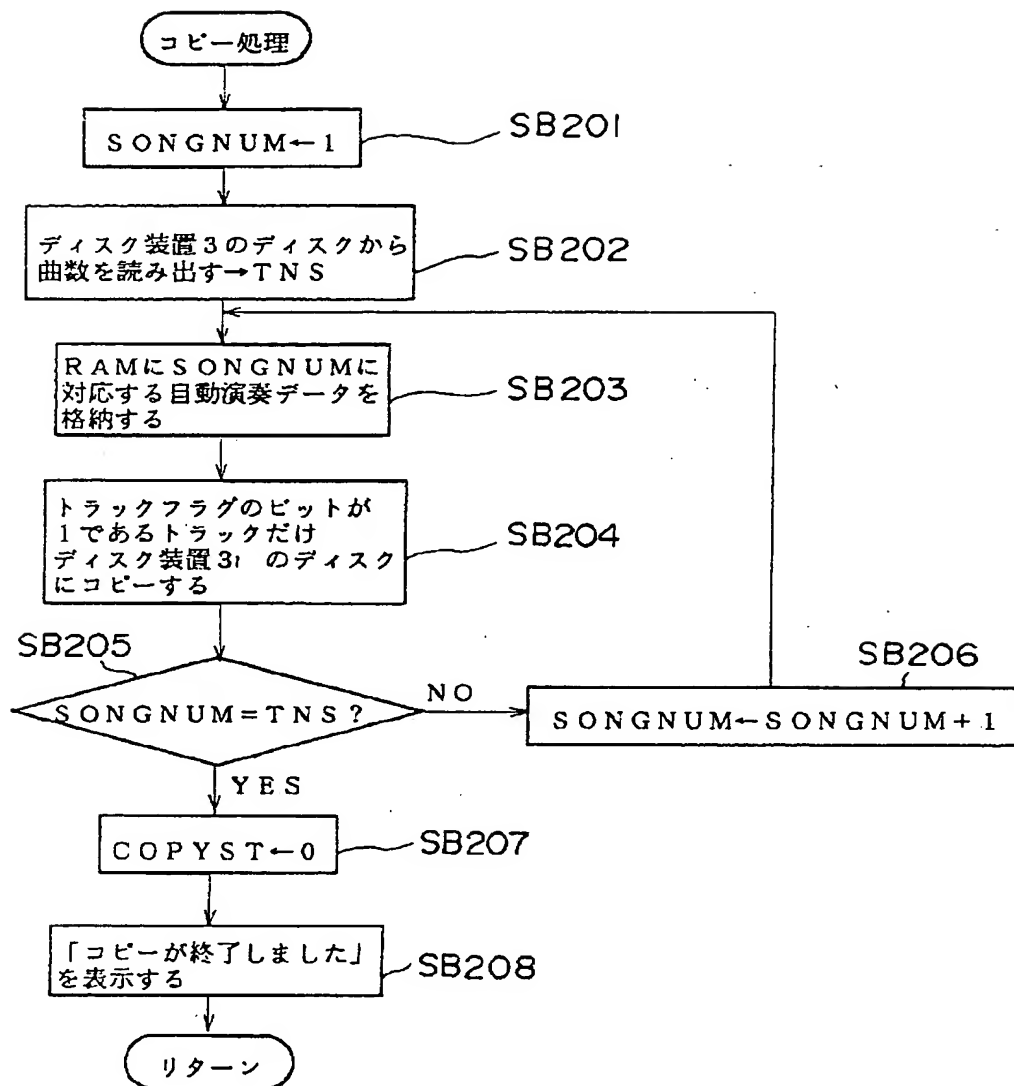 コピー処理
SONGNUM←1
SB201
ディスク装置3のディスクから
曲数を読み出す→TNS
SB202
RAMにSONGNUMに
対応する自動演奏データを
格納する
SB203
トラックフラグのビットが
1であるトラックだけ
ディスク装置31 のディスク
にコピーする
SB204
SB205
SONGNUM=TNS?
NO
SB206
SONGNUM←SONGNUM+1
YES
COPYST←0
SB207
「コピーが終了しました」
を表示する
SB208
リターン